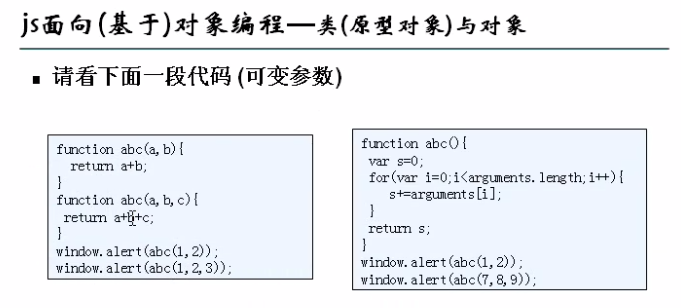 js面向(基于)对象编程—类(原型对象)与对象
■ 请看下面一段代码(可变参数)
function abc(a,b){
return a+b;
}
function abc(a,b,c){
return a+b+c;
}
window.alert(abc(1,2));
window.alert(abc(1,2,3));
function abc(){
var s=0;
for(var i=0;i<arguments.length;i++){
s+=arguments[i];
}
return s;
}
window.alert(abc(1,2));
window.alert(abc(7,8,9));